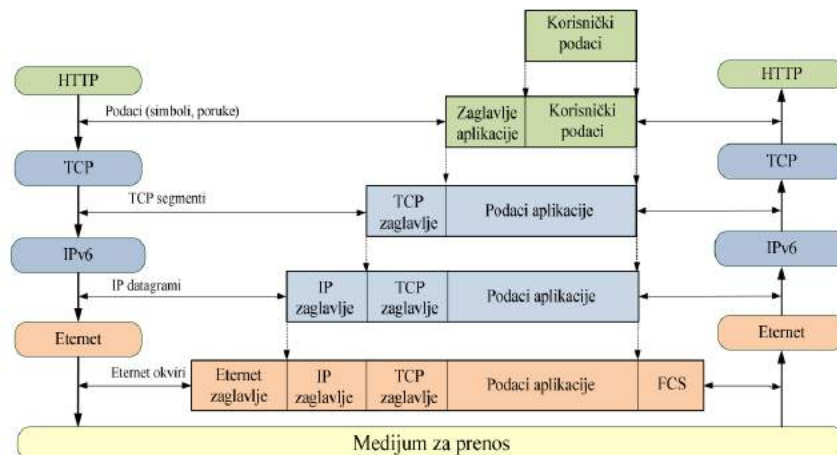 Korisnički
podaci
HTTP
HTTP
Podaci (simboli, poruke)
Zaglavlje
aplikacije
Korisnički
podaci
TCP
TCP
TCP segmenti
TCP
zaglavlje
Podaci aplikacije
IPv6
IPv6
IP datagrami
IP
zaglavlje
TCP
zaglavlje
Podaci aplikacije
Eternet
Eternet
Eternet okviri
Eternet
zaglavlje
IP
zaglavlje
TCP
zaglavlje
Podaci aplikacije
FCS
Medijum za prenos